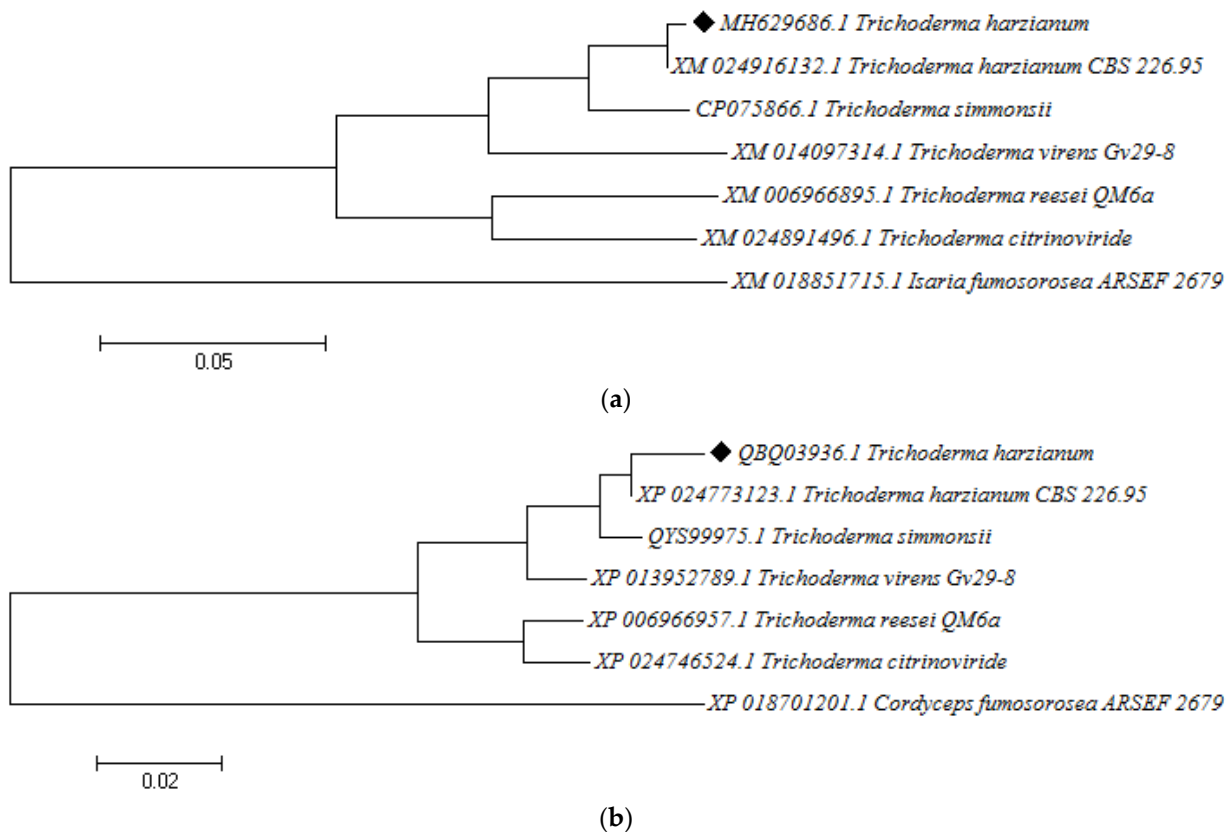 MH629686.1 Trichoderma harzianum
XM 024916132.1 Trichoderma harzianum CBS 226.95
CP075866.1 Trichoderma simmonsii
XM 014097314.1 Trichoderma virens Gv29-8
XM 006966895.1 Trichoderma reesei QM6a
XM 024891496.1 Trichoderma citrinoviride
XM 018851715.1 Isaria fumosorosea ARSEF 2679
0.05
(a)
QBQ03936.1 Trichoderma harzianum
XP 024773123.1 Trichoderma harzianum CBS 226.95
QYS99975.1 Trichoderma simmonsii
XP 013952789.1 Trichoderma virens Gv29-8
XP 006966957.1 Trichoderma reesei QM6a
XP 024746524.1 Trichoderma citrinoviride
XP 018701201.1 Cordyceps fumosorosea ARSEF 2679
0.02
(b)